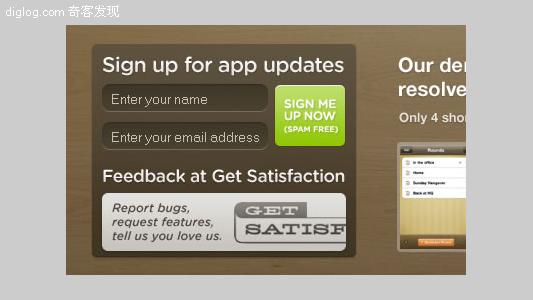 diglog.com 奇客发现
Sign up for app updates
Enter your name
Enter your email address
SIGN ME
UP NOW
(SPAM FREE)
Feedback at Get Satisfaction
Report bugs,
request features,
tell us you love us.
GET
SATISF
Our der
resolve
Only 4 shor
Rounds
In the office
Home
Sunday Hangover
Back at HQ